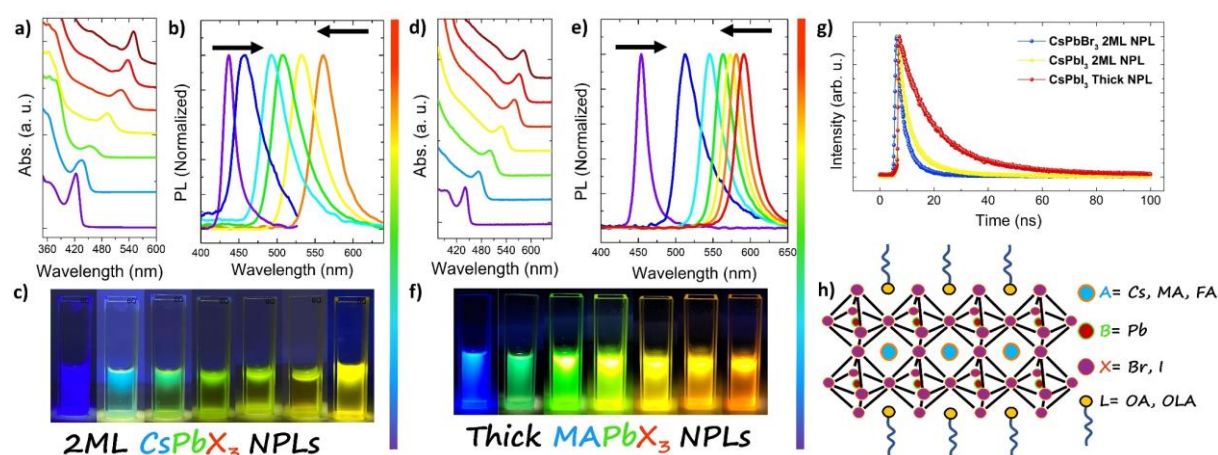 a)
Abs. (a. u.)
360 420 480 540 600
Wavelength (nm)
b)
PL (Normalized)
400 450 500 550 600
Wavelength (nm)
c)
2ML CsPbX₃ NPLs
d)
Abs. (a. u.)
420 480 540 600
Wavelength (nm)
e)
PL (Normalized)
400 450 500 550 600 650
Wavelength (nm)
f)
Thick MAPbX₃ NPLs
g)
Intensity (arb. u.)
CsPbBr₃ 2ML NPL
CsPbI₃ 2ML NPL
CsPbI₃ Thick NPL
0 20 40 60 80 100
Time (ns)
h)
A= Cs, MA, FA
B= Pb
X= Br, I
L= OA, OLA